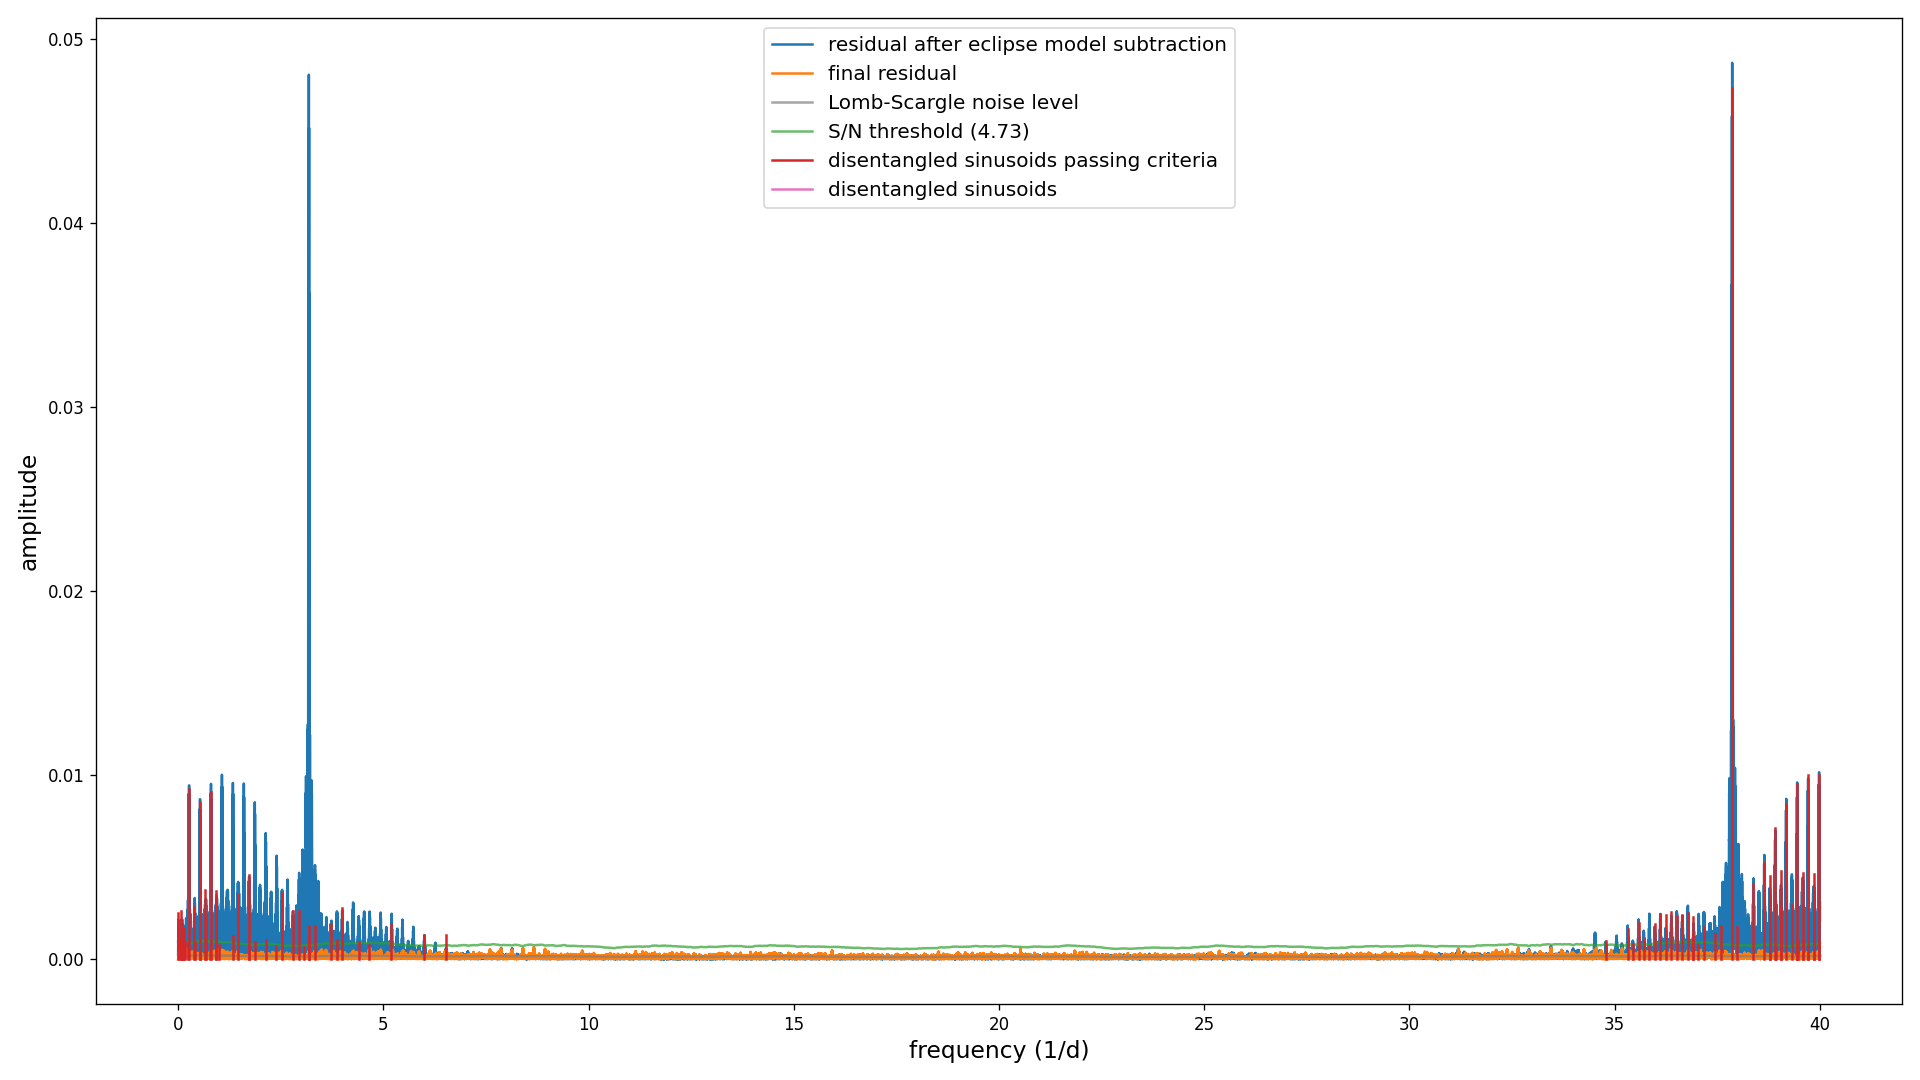 residual after eclipse model subtraction
final residual
Lomb-Scargle noise level
S/N threshold (4.73)
disentangled sinusoids passing criteria
disentangled sinusoids
0.05
0.04
0.03
0.02
0.01
0.00
amplitude
0 5 10 15 20 25 30 35 40
frequency (1/d)